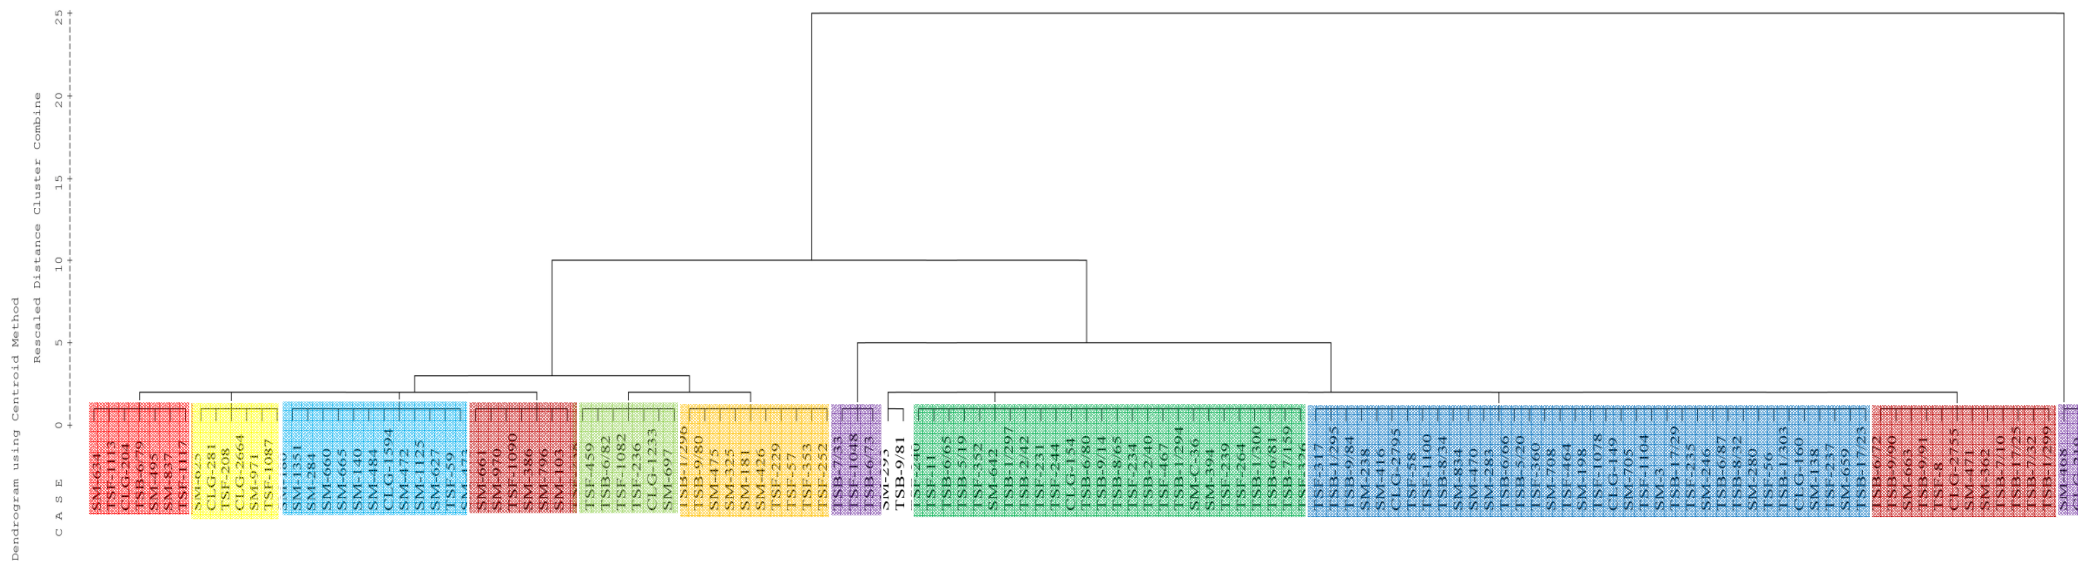 Dendrogram using Centroid Method
Rescaled Distance Cluster Combine
25
20
15
10
5
0
C A S E
SM-634
TSF-1113
CLG-204
TSB-6/79
SM-495
SM-837
TSF-1117
SM-625
CLG-281
TSF-208
CLG-2664
SM-971
TSF-1087
SM-1351
SM-284
SM-660
SM-665
SM-140
SM-484
CLG-1594
SM-472
SM-1125
SM-627
TSF-59
SM-661
SM-970
TSF-1090
SM-386
SM-796
SM-103
TSF-459
TSB-6/82
TSF-1082
TSF-236
CLG-1233
SM-697
TSB-1/296
TSB-9/80
SM-475
SM-325
SM-181
SM-426
TSF-229
TSF-57
TSF-353
TSF-252
TSB-7/33
TSF-1048
TSB-6/73
SM-293
TSB-9/81
TSF-11
TSB-6/65
TSB-5/19
TSF-352
SM-642
TSB-1/297
TSB-2/42
TSF-231
TSF-244
CLG-154
TSB-6/80
TSB-9/14
TSB-8/65
TSF-234
TSB-2/40
TSF-467
TSB-1/294
SM-C-36
SM-394
TSF-239
TSF-264
TSB-1/300
TSB-6/81
TSB-7/159
TSF-326
TSF-317
TSB-1/295
TSB-9/84
SM-218
SM-416
CLG-2795
TSF-58
TSF-1100
TSB-8/34
SM-834
SM-470
SM-283
TSB-6/66
TSB-5/20
TSF-360
SM-708
TSF-464
SM-198
TSF-1078
CLG-149
SM-705
TSF-1104
SM-3
TSB-17/29
TSF-235
SM-246
TSB-6/87
TSB-8/32
SM-280
TSF-56
TSB-1/303
CLG-160
SM-138
TSF-237
SM-659
TSB-17/23
TSB-6/72
TSB-9/90
SM-663
TSB-9/91
TSF-8
CLG-2755
SM-471
SM-362
TSB-7/10
TSB-17/25
TSB-7/32
TSB-1/299
SM-468